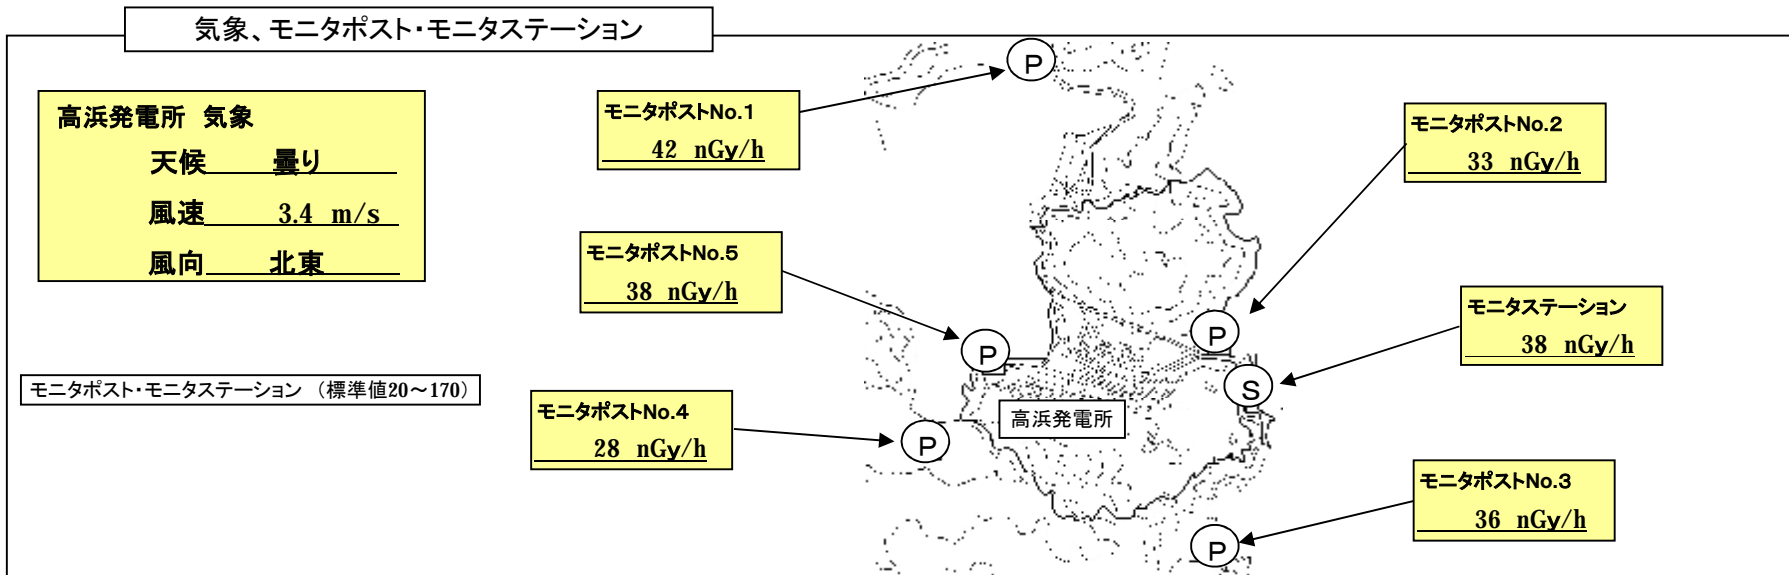 気象、モニタポスト・モニタステーション
高浜発電所 気象
天候 曇り
風速 3.4 m/s
風向 北東
モニタポスト・モニタステーション （標準値20～170）
P
モニタポストNo.1
42 nGy/h
モニタポストNo.2
33 nGy/h
モニタポストNo.5
38 nGy/h
P
P
モニタステーション
38 nGy/h
S
モニタポストNo.4
28 nGy/h
P
高浜発電所
モニタポストNo.3
36 nGy/h
P